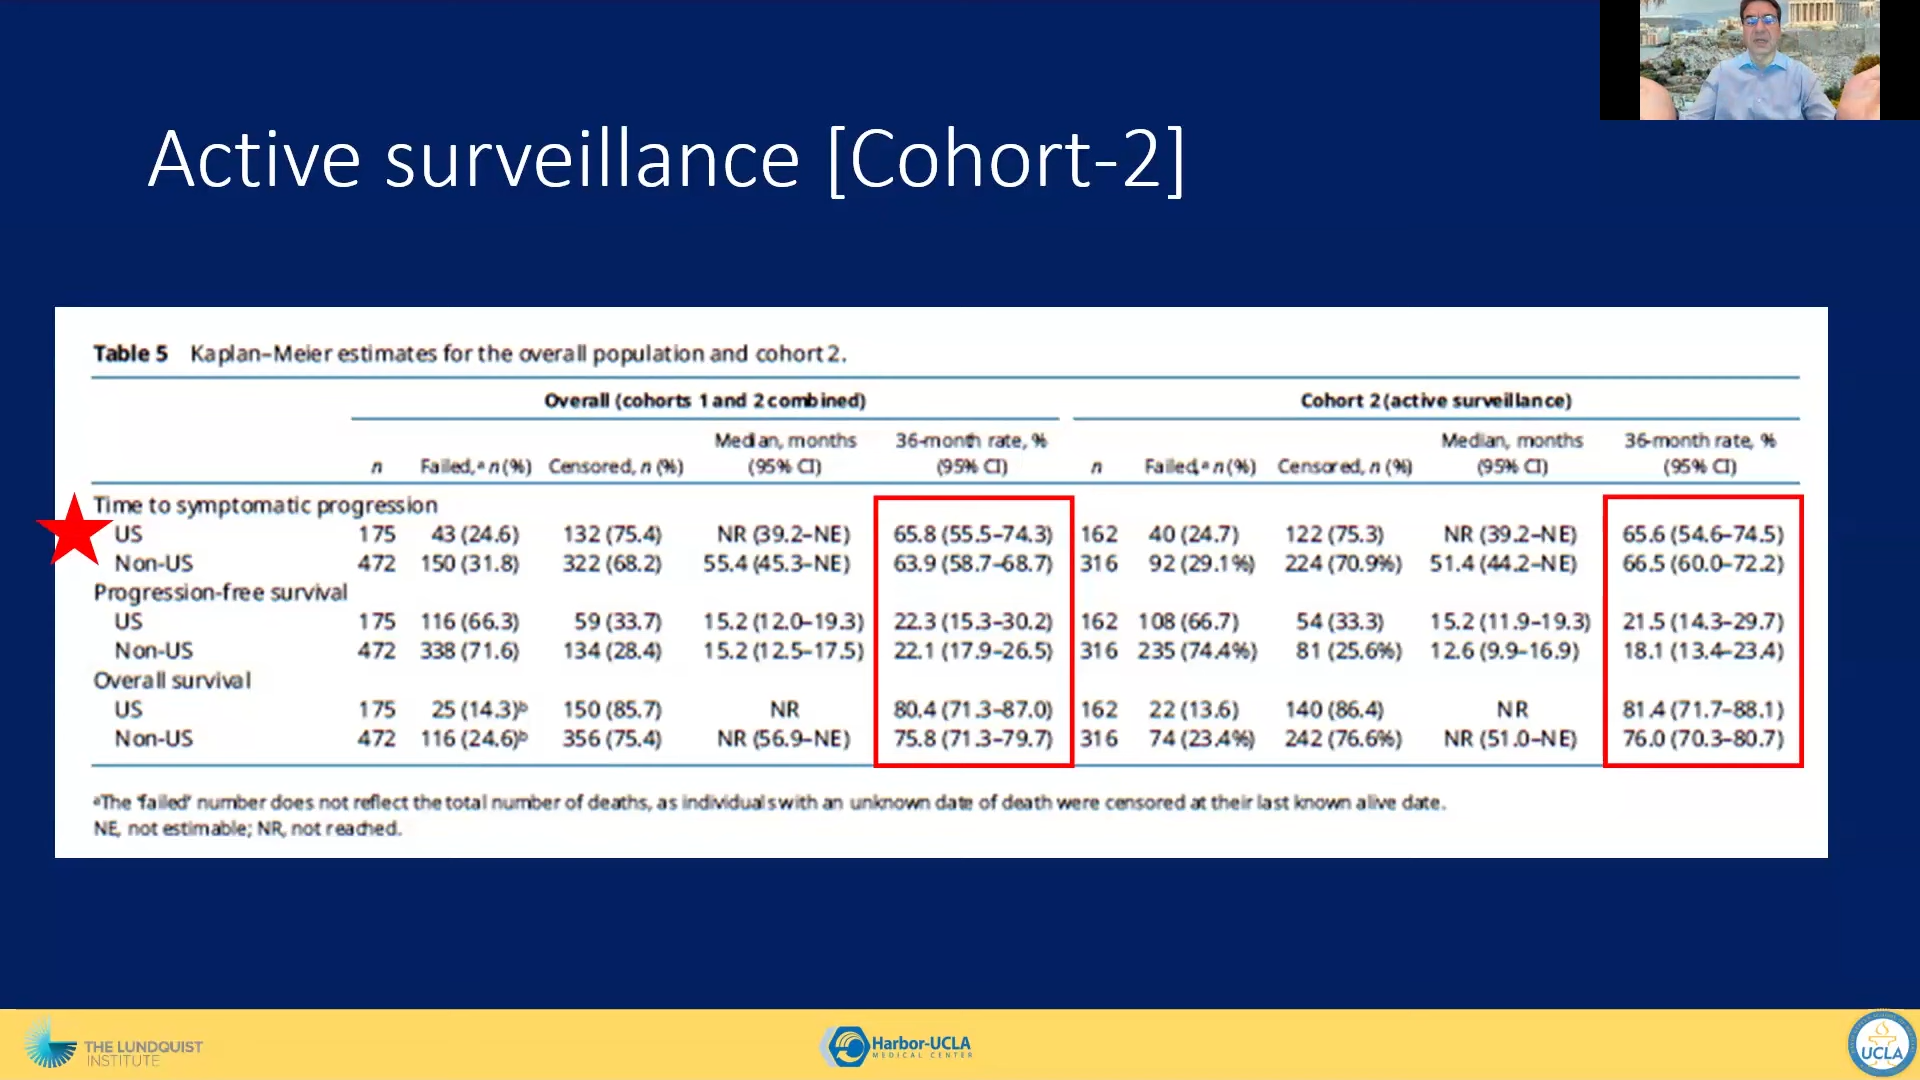 Active surveillance [Cohort-2]
Table 5 Kaplan–Meier estimates for the overall population and cohort 2.
Overall (cohorts 1 and 2 combined) Cohort 2 (active surveillance)
Median, months 36-month rate, % Median, months 36-month rate, %
n Failed,ᵃ n (%) Censored, n (%) (95% CI) (95% CI) n Failed,ᵃ n (%) Censored, n (%) (95% CI) (95% CI)
Time to symptomatic progression
US 175 43 (24.6) 132 (75.4) NR (39.2–NE) 65.8 (55.5–74.3) 162 40 (24.7) 122 (75.3) NR (39.2–NE) 65.6 (54.6–74.5)
Non-US 472 150 (31.8) 322 (68.2) 55.4 (45.3–NE) 63.9 (58.7–68.7) 316 92 (29.1%) 224 (70.9%) 51.4 (44.2–NE) 66.5 (60.0–72.2)
Progression-free survival
US 175 116 (66.3) 59 (33.7) 15.2 (12.0–19.3) 22.3 (15.3–30.2) 162 108 (66.7) 54 (33.3) 15.2 (11.9–19.3) 21.5 (14.3–29.7)
Non-US 472 338 (71.6) 134 (28.4) 15.2 (12.5–17.5) 22.1 (17.9–26.5) 316 235 (74.4%) 81 (25.6%) 12.6 (9.9–16.9) 18.1 (13.4–23.4)
Overall survival
US 175 25 (14.3)ᵇ 150 (85.7) NR 80.4 (71.3–87.0) 162 22 (13.6) 140 (86.4) NR 81.4 (71.7–88.1)
Non-US 472 116 (24.6)ᵇ 356 (75.4) NR (56.9–NE) 75.8 (71.3–79.7) 316 74 (23.4%) 242 (76.6%) NR (51.0–NE) 76.0 (70.3–80.7)
ᵃThe 'failed' number does not reflect the total number of deaths, as individuals with an unknown date of death were censored at their last known alive date.
NE, not estimable; NR, not reached.
THE LUNDQUIST
INSTITUTE
Harbor-UCLA
MEDICAL CENTER
UCLA